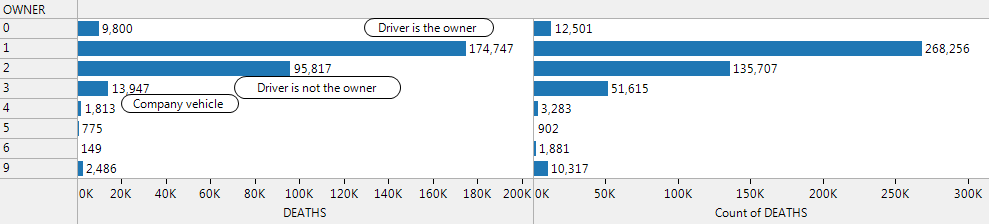 OWNER
0 9,800 Driver is the owner 12,501
1 174,747 268,256
2 95,817 135,707
3 13,947 Driver is not the owner 51,615
4 1,813 Company vehicle 3,283
5 775 902
6 149 1,881
9 2,486 10,317
0K 20K 40K 60K 80K 100K 120K 140K 160K 180K 200K 0K 50K 100K 150K 200K 250K 300K
DEATHS Count of DEATHS